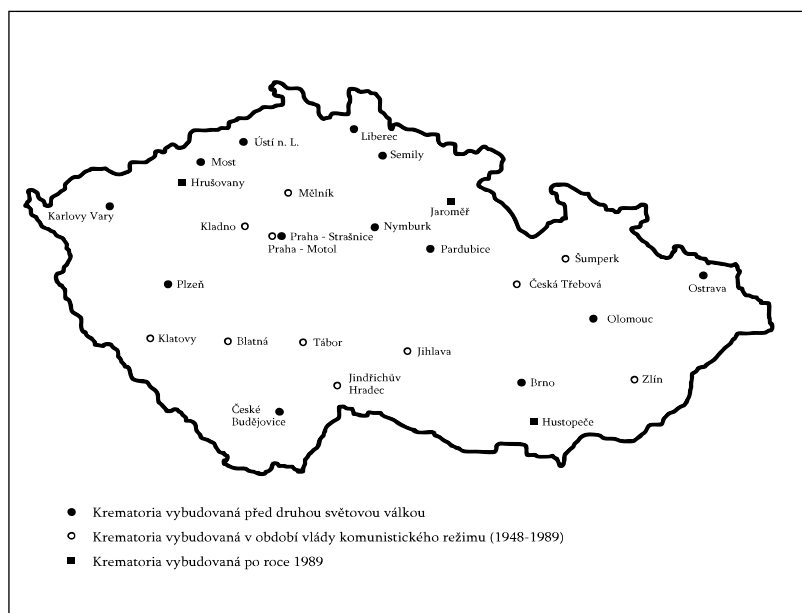 Liberec
Ústí n. L.
Semily
Most
Hrušovany
Mělník
Jaroměř
Karlovy Vary
Kladno
Nymburk
Praha - Strašnice
Praha - Motol
Pardubice
Šumperk
Plzeň
Česká Třebová
Ostrava
Olomouc
Klatovy
Blatná
Tábor
Jihlava
Jindřichův
Hradec
Brno
Zlín
České
Budějovice
Hustopeče
Krematoria vybudovaná před druhou světovou válkou
Krematoria vybudovaná v období vlády komunistického režimu (1948-1989)
Krematoria vybudovaná po roce 1989